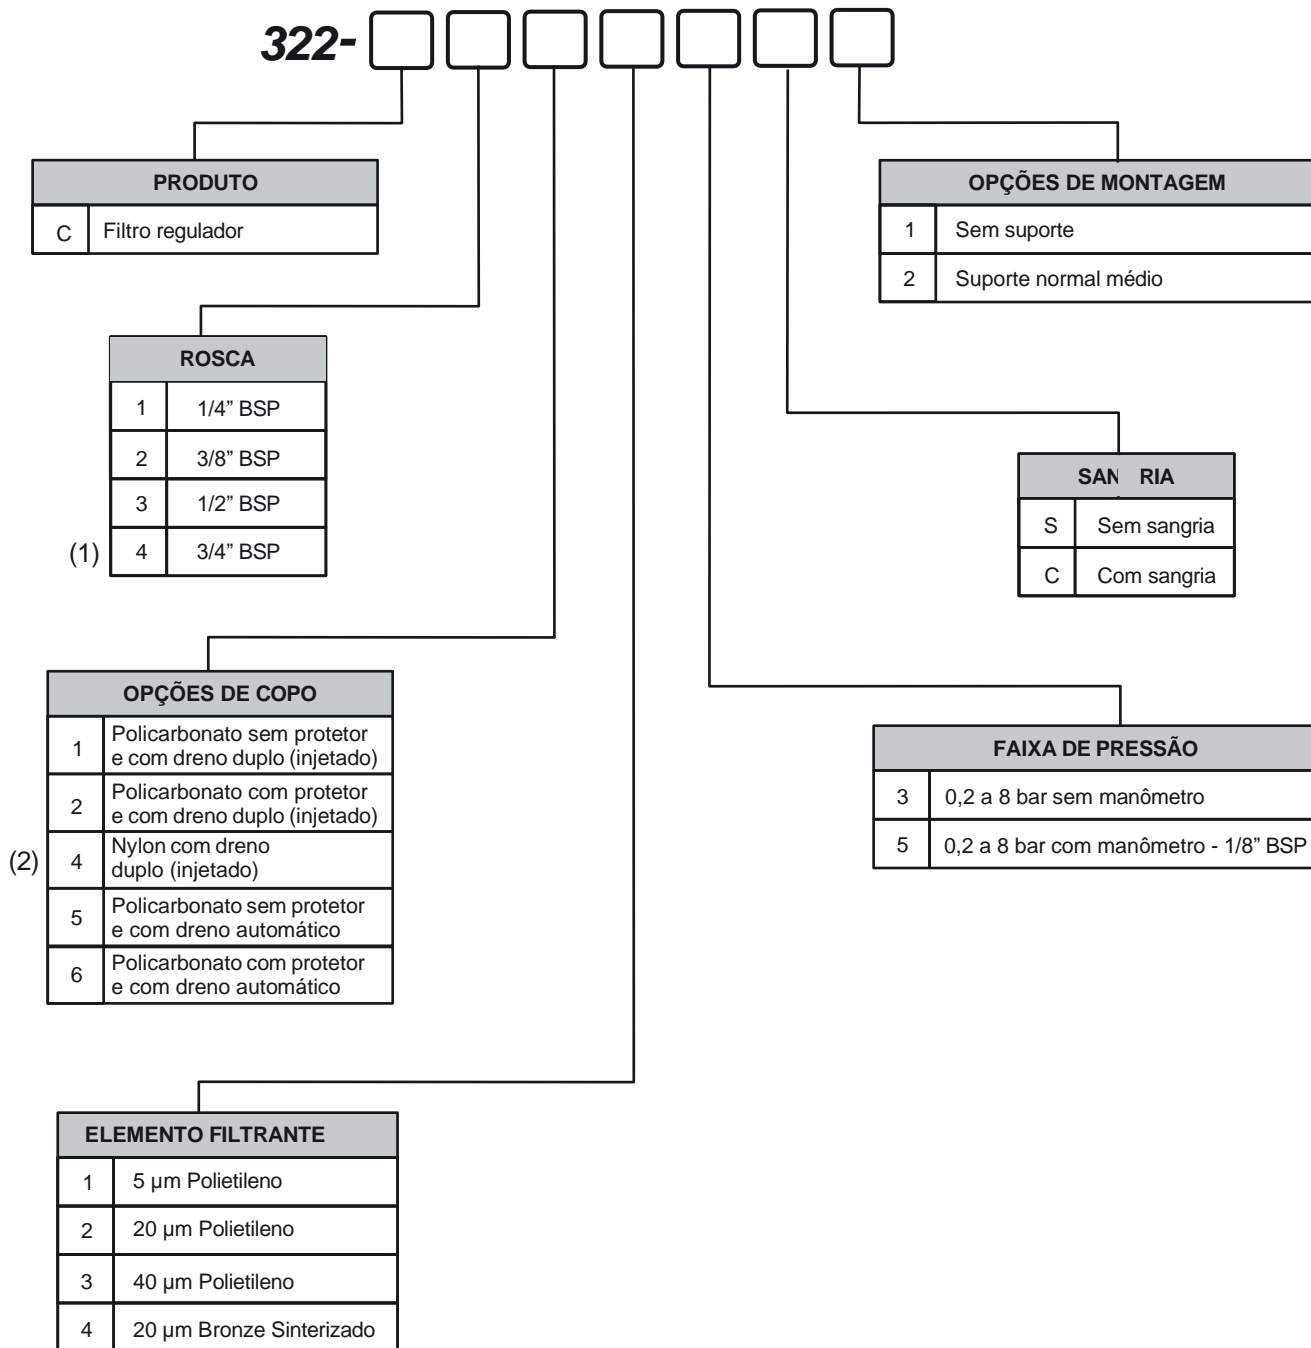 322-
PRODUTO
C Filtro regulador
OPÇÕES DE MONTAGEM
1 Sem suporte
2 Suporte normal médio
ROSCA
1 1/4” BSP
2 3/8” BSP
3 1/2” BSP
(1) 4 3/4” BSP
SAN RIA
S Sem sangria
C Com sangria
OPÇÕES DE COPO
1 Policarbonato sem protetor
e com dreno duplo (injetado)
2 Policarbonato com protetor
e com dreno duplo (injetado)
(2) 4 Nylon com dreno
duplo (injetado)
5 Policarbonato sem protetor
e com dreno automático
6 Policarbonato com protetor
e com dreno automático
FAIXA DE PRESSÃO
3 0,2 a 8 bar sem manômetro
5 0,2 a 8 bar com manômetro - 1/8” BSP
ELEMENTO FILTRANTE
1 5 µm Polietileno
2 20 µm Polietileno
3 40 µm Polietileno
4 20 µm Bronze Sinterizado